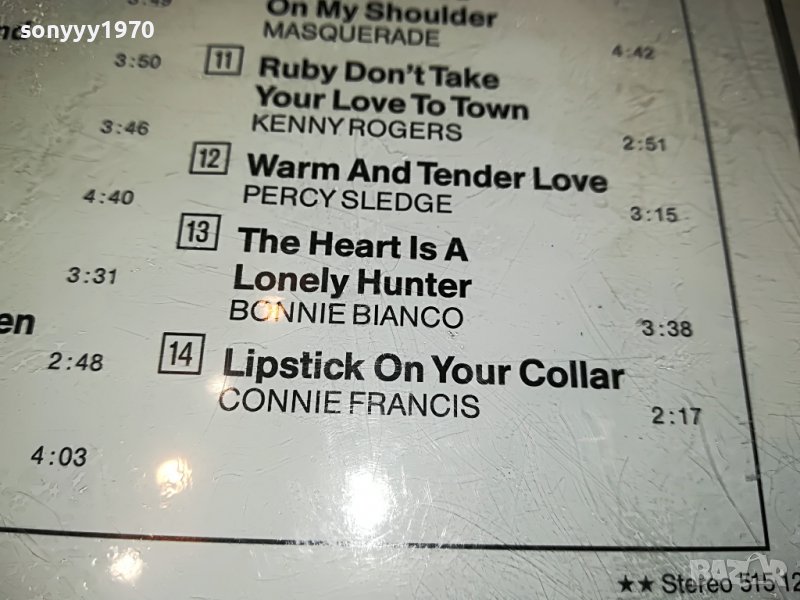 sonyyy1970
3:50
3:46
4:40
3:31
en
2:48
4:03
On My Shoulder
MASQUERADE
4:42
11 Ruby Don't Take
Your Love To Town
KENNY ROGERS
2:51
12 Warm And Tender Love
PERCY SLEDGE
3:15
13 The Heart Is A
Lonely Hunter
BONNIE BIANCO
3:38
14 Lipstick On Your Collar
CONNIE FRANCIS
2:17
★★ Stereo 515 12
BAZAR